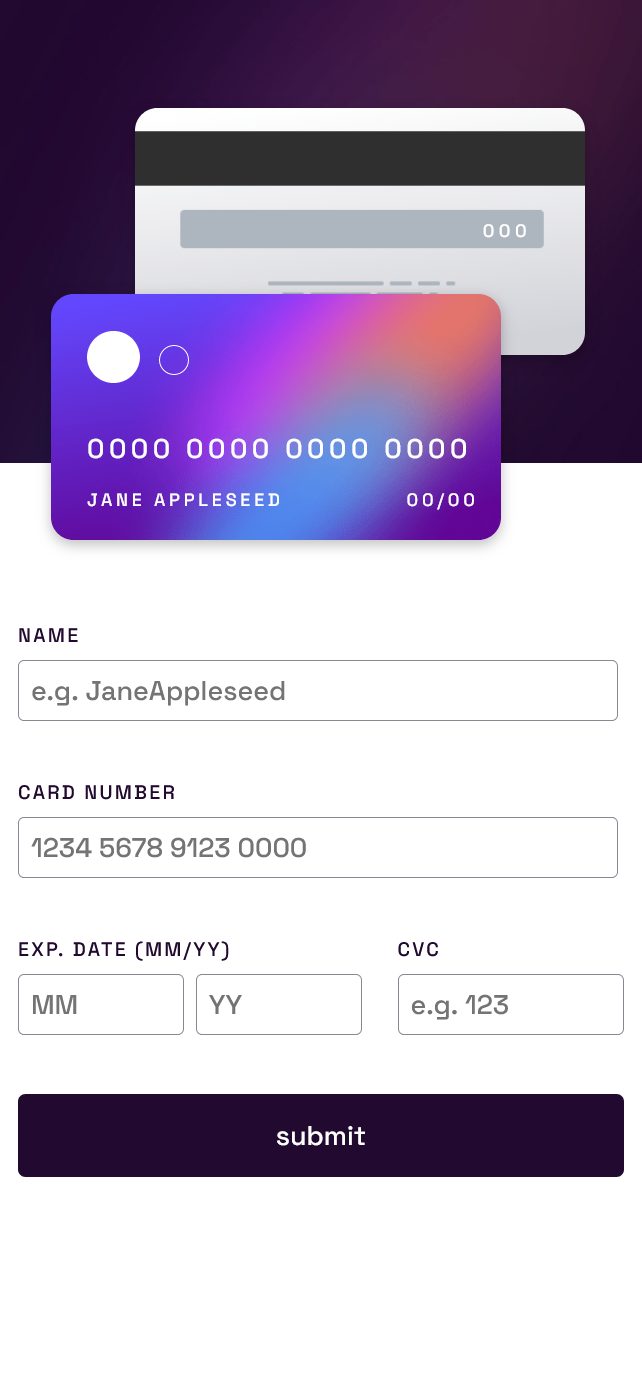 000
0000 0000 0000 0000
JANE APPLESEED 00/00
NAME
e.g. JaneAppleseed
CARD NUMBER
1234 5678 9123 0000
EXP. DATE (MM/YY) CVC
MM YY e.g. 123
submit